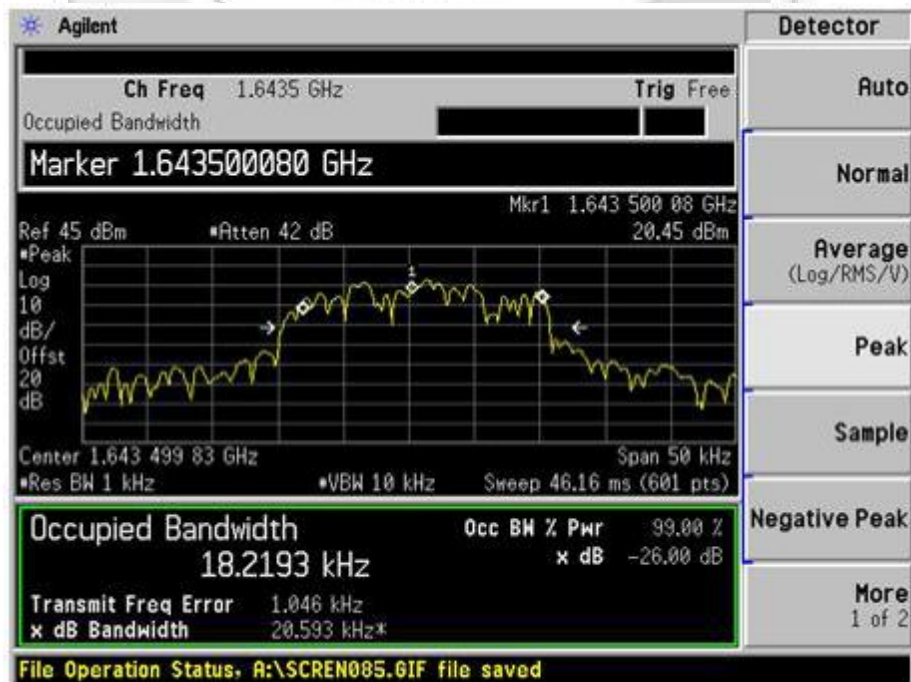 Agilent
Detector
Ch Freq 1.6435 GHz Trig Free
Occupied Bandwidth
Marker 1.643500080 GHz
Mkr1 1.643 500 08 GHz
Ref 45 dBm *Atten 42 dB 20.45 dBm
*Peak
Log
10
dB/
Offst
20
dB
1
Center 1.643 499 83 GHz Span 50 kHz
*Res BW 1 kHz *VBW 10 kHz Sweep 46.16 ms (601 pts)
Occupied Bandwidth Occ BW % Pwr 99.00 %
18.2193 kHz x dB -26.00 dB
Transmit Freq Error 1.046 kHz
x dB Bandwidth 20.593 kHz*
File Operation Status, A:\SCREN085.GIF file saved
Auto
Normal
Average
(Log/RMS/V)
Peak
Sample
Negative Peak
More
1 of 2